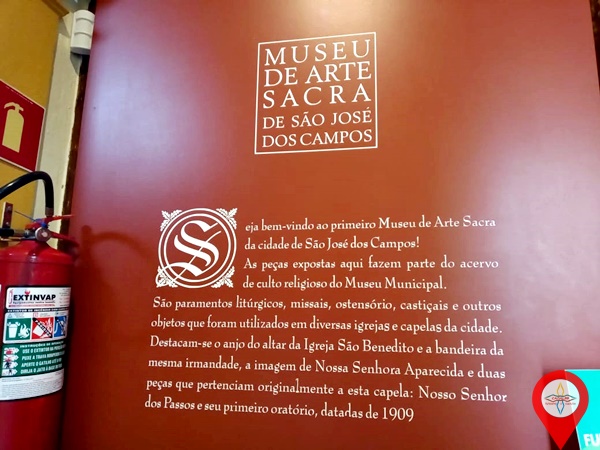 MUSEU
DE ARTE
SACRA
DE SÃO JOSÉ
DOS CAMPOS
Seja bem-vindo ao primeiro Museu de Arte Sacra
da cidade de São José dos Campos!
As peças expostas aqui fazem parte do acervo
de culto religioso do Museu Municipal.
São paramentos litúrgicos, missais, ostensório, castiçais e outros
objetos que foram utilizados em diversas igrejas e capelas da cidade.
Destacam-se o anjo do altar da Igreja São Benedito e a bandeira da
mesma irmandade, a imagem de Nossa Senhora Aparecida e duas
peças que pertenciam originalmente a esta capela: Nosso Senhor
dos Passos e seu primeiro oratório, datadas de 1909
EXTINVAP